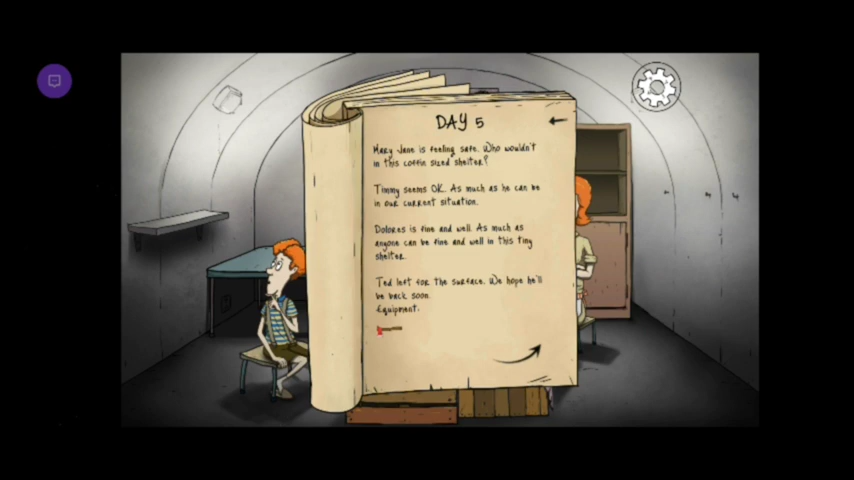 DAY 5
Mary Jane is feeling safe. Who wouldn't
in this coffin sized shelter?
Timmy seems OK. As much as he can be
in our current situation.
Dolores is fine and well. As much as
anyone can be fine and well in this tiny
shelter.
Ted left for the surface. We hope he'll
be back soon.
Equipment: